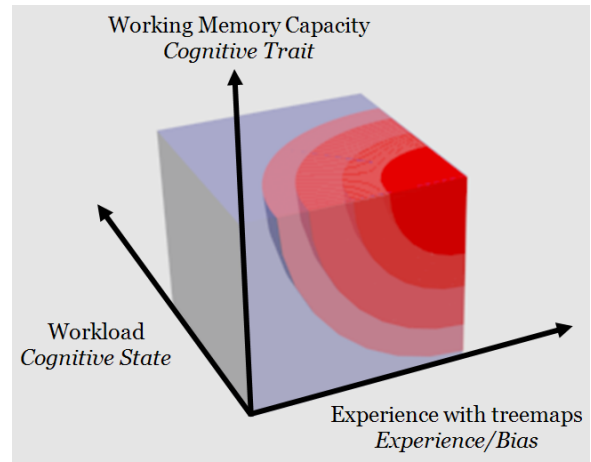 Working Memory Capacity
Cognitive Trait
Workload
Cognitive State
Experience with treemaps
Experience/Bias